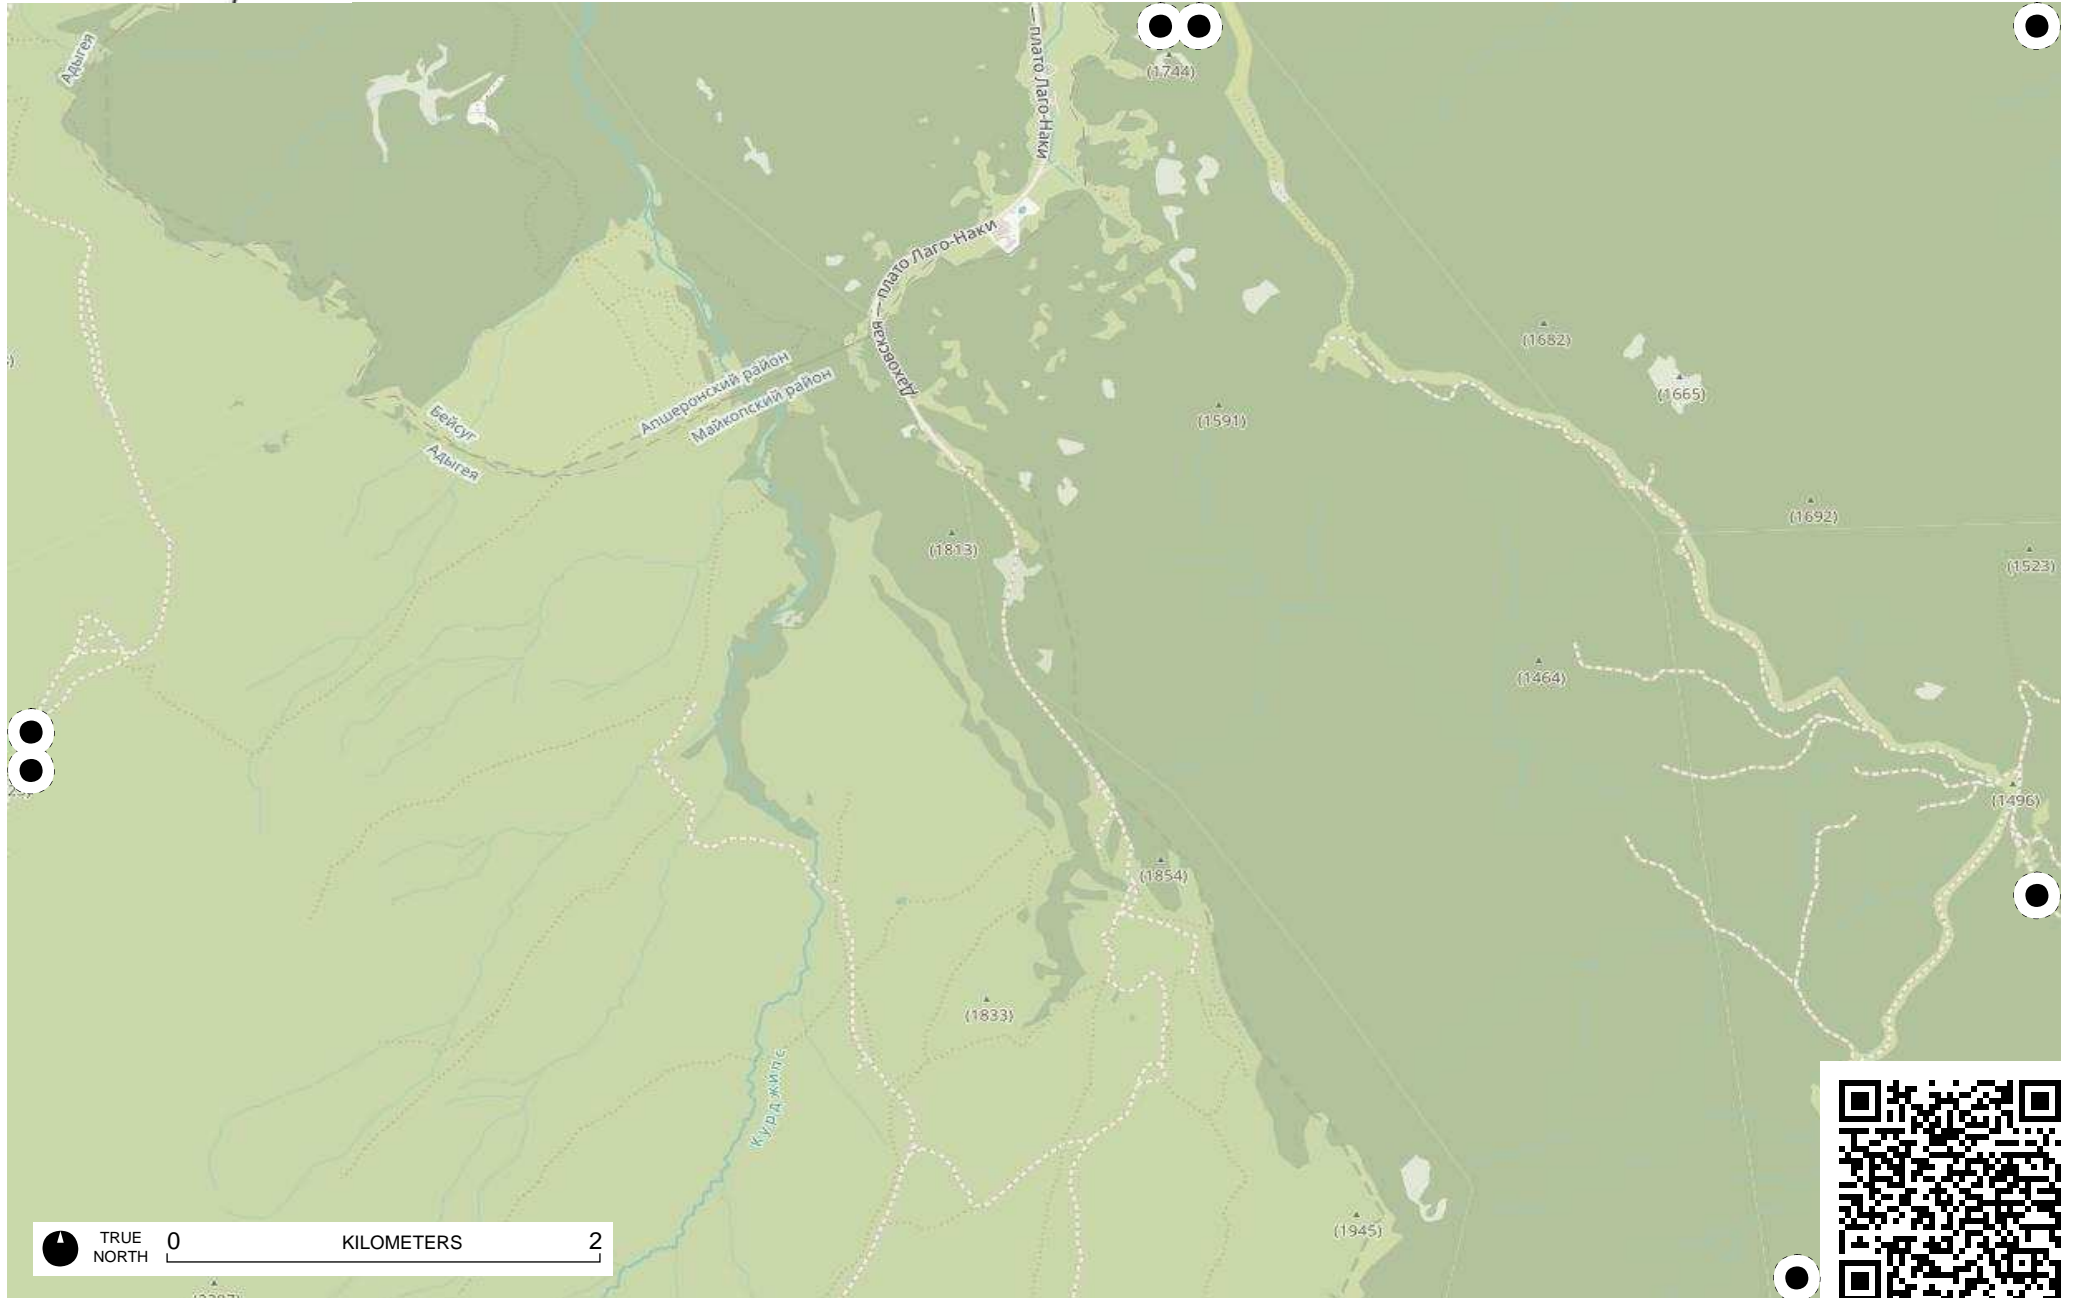 Адыгея
— плато Лаго-Наки
(1744)
Даховская — плато Лаго-Наки
(1682)
(1665)
Апшеронский район
Майкопский район
Бейсуг
Адыгея
(1591)
(1692)
(1813)
(1523)
(1464)
(1496)
(1854)
(1833)
Курджипс
(1945)
TRUE
NORTH
0 KILOMETERS 2